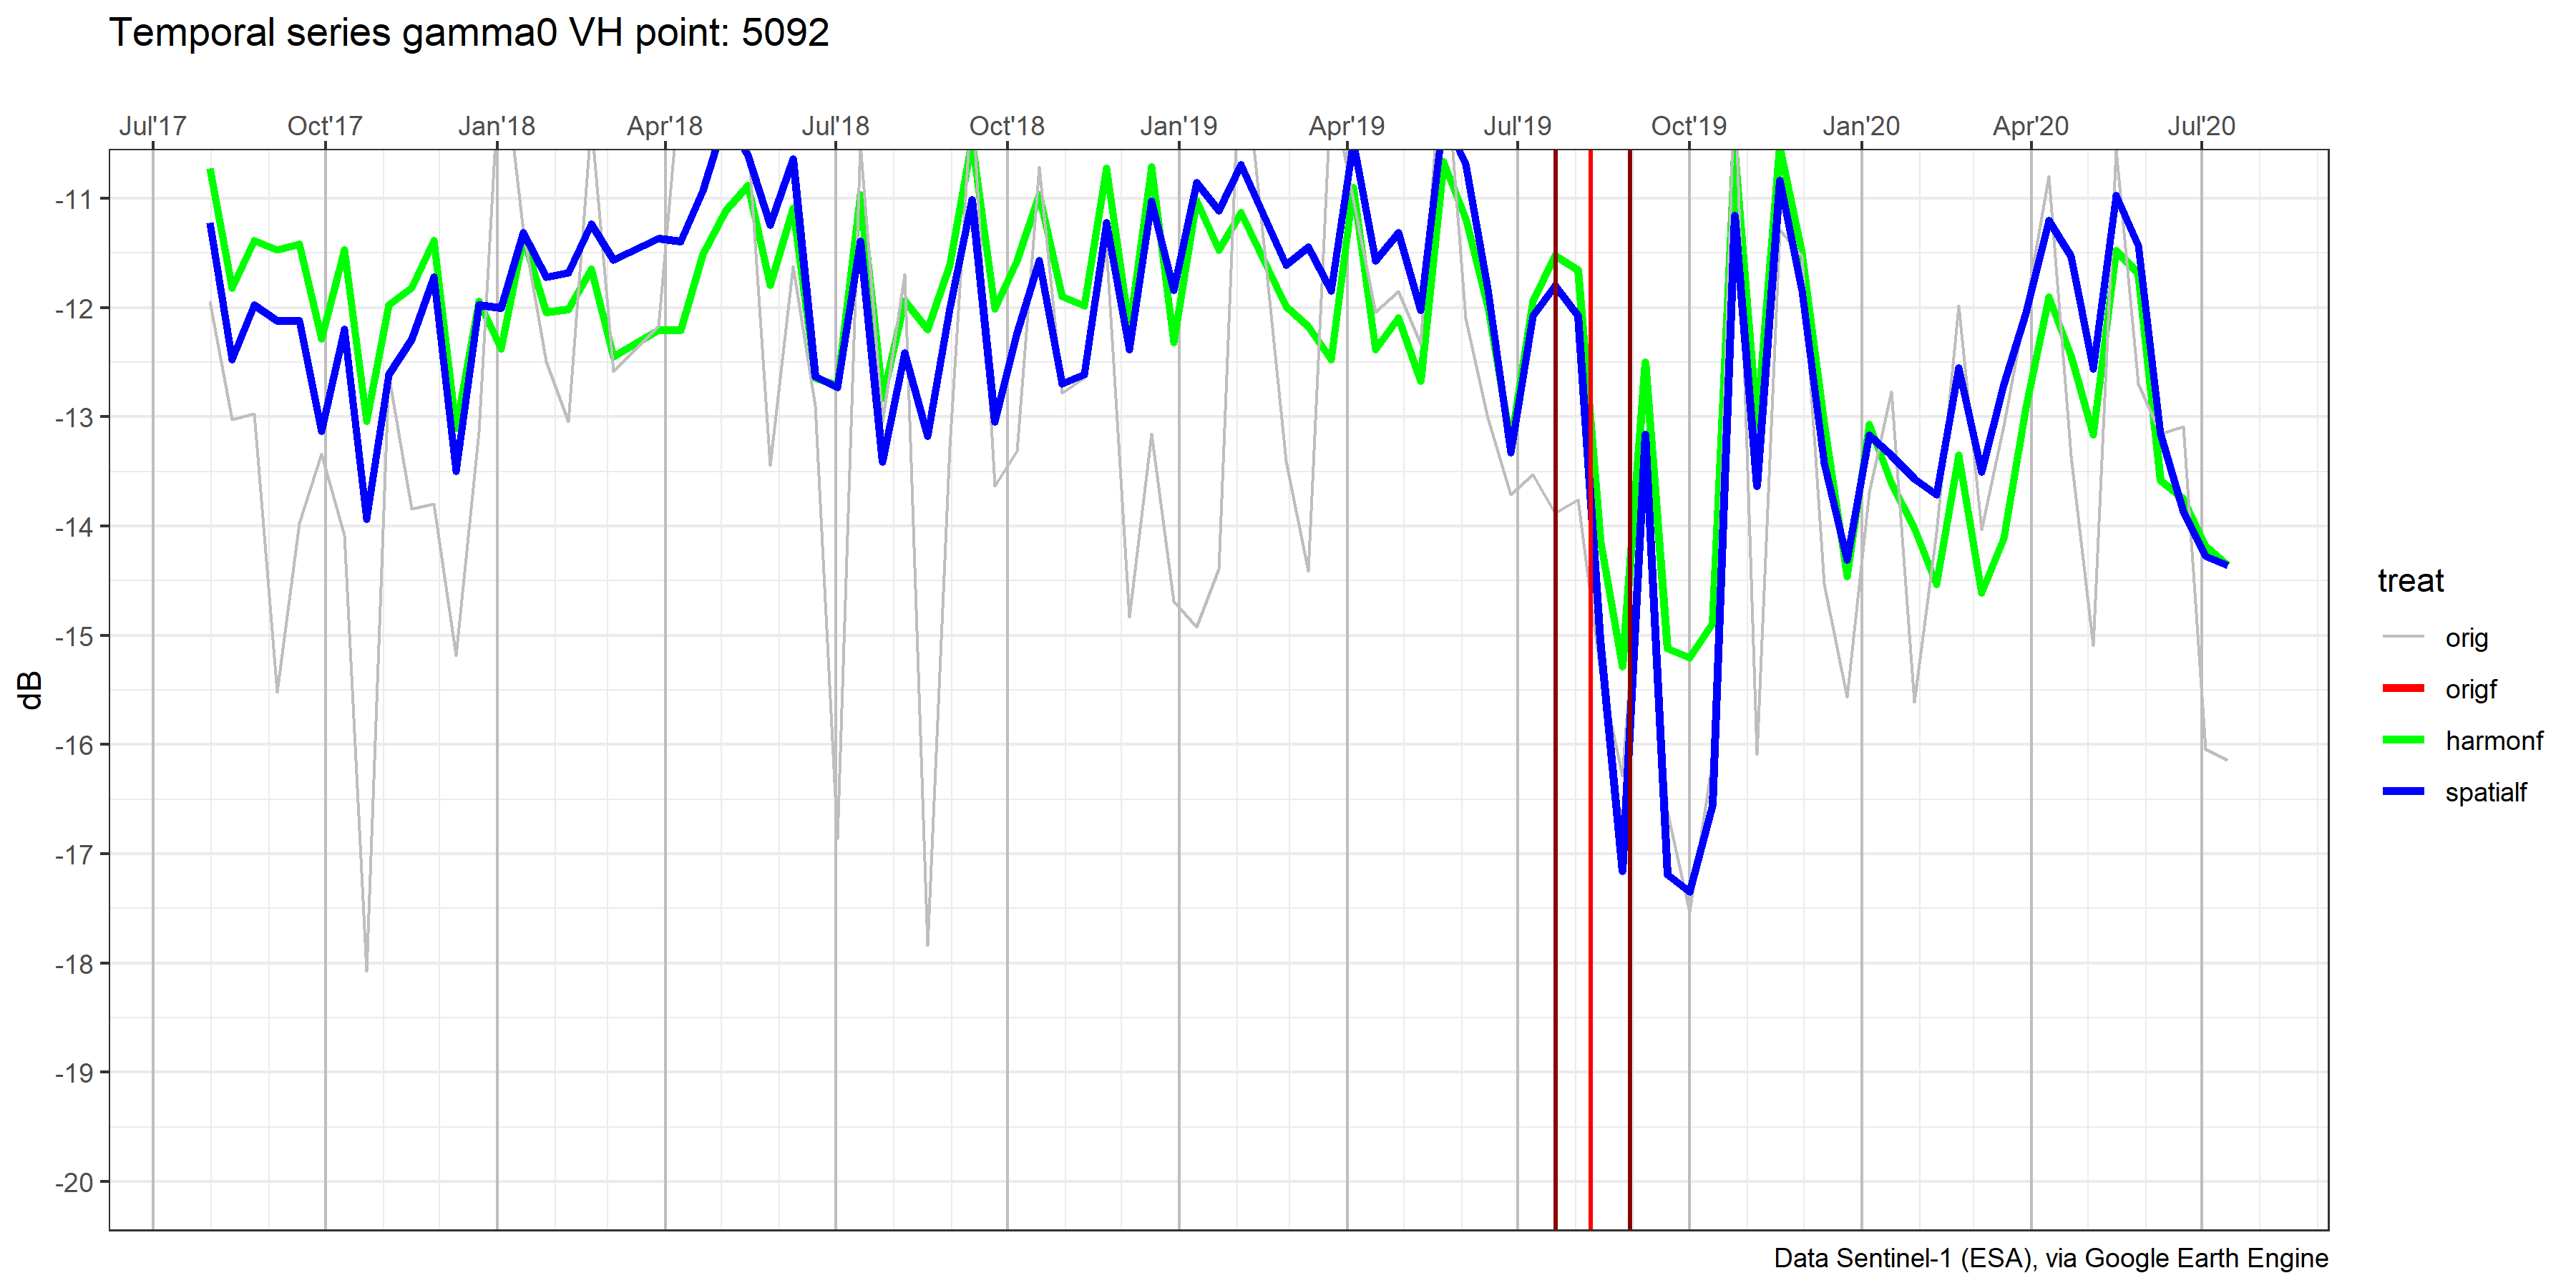 Temporal series gamma0 VH point: 5092
Jul'17 Oct'17 Jan'18 Apr'18 Jul'18 Oct'18 Jan'19 Apr'19 Jul'19 Oct'19 Jan'20 Apr'20 Jul'20
-11
-12
-13
-14
-15
-16
-17
-18
-19
-20
dB
treat
orig
origf
harmonf
spatialf
Data Sentinel-1 (ESA), via Google Earth Engine